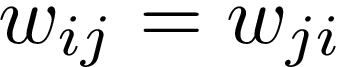 w_{ij} = w_{ji}